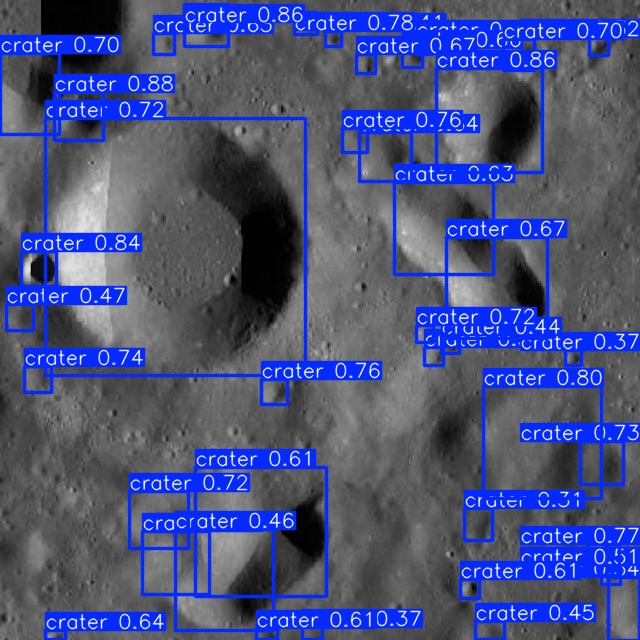 crater 0.86
crater 0.78
crater 0.70
crater 0.67
crater 0.70
crater 0.86
crater 0.88
crater 0.72
crater 0.76
crater 0.63
crater 0.67
crater 0.84
crater 0.47
crater 0.72
0.44
crater 0.37
crater 0.74
crater 0.76
crater 0.80
crater 0.73
crater 0.61
crater 0.72
crater 0.31
crater 0.46
crater 0.77
crater 0.51
crater 0.61
crater 0.45
crater 0.64
crater 0.61
0.37